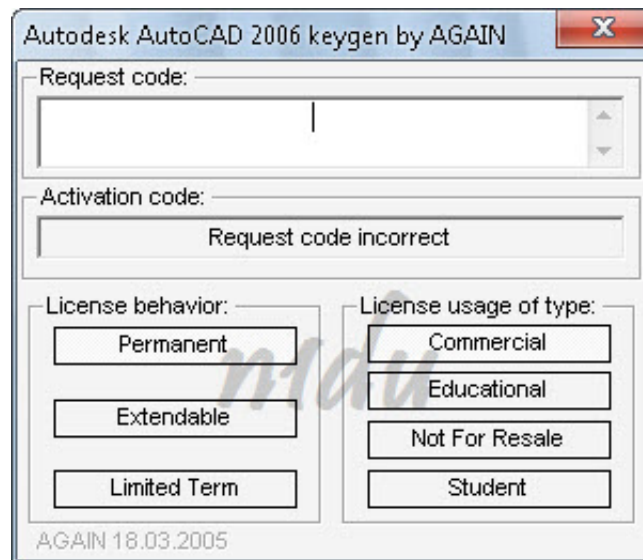 Autodesk AutoCAD 2006 keygen by AGAIN
Request code:
Activation code:
Request code incorrect
License behavior:
Permanent
Extendable
Limited Term
License usage of type:
Commercial
Educational
Not For Resale
Student
AGAIN 18.03.2005